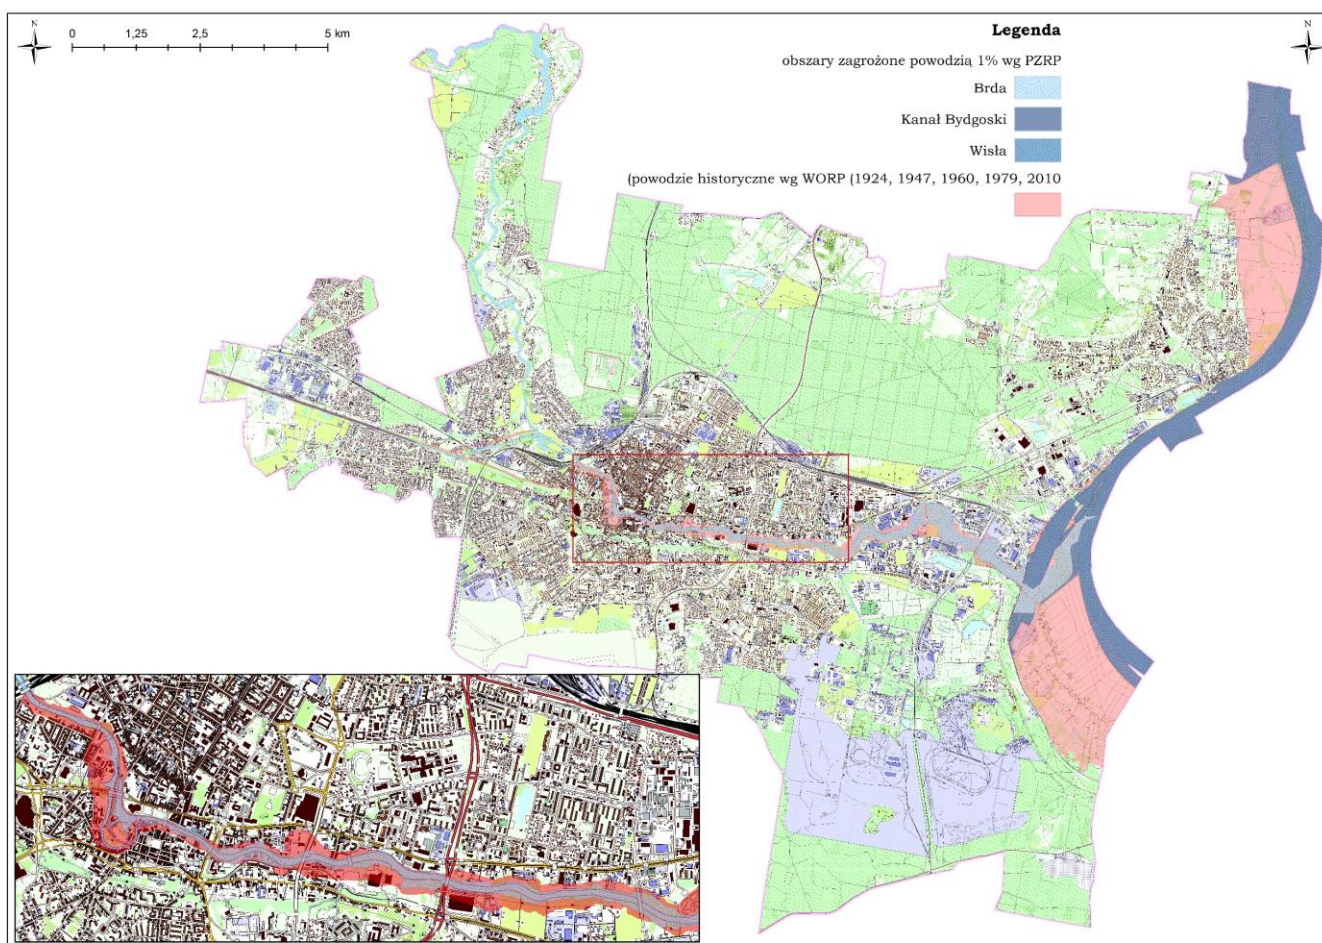 N
0 1,25 2,5 5 km
N
Legenda
obszary zagrożone powodzią 1% wg PZRP
Brda
Kanał Bydgoski
Wisła
(powodzie historyczne wg WORP (1924, 1947, 1960, 1979, 2010